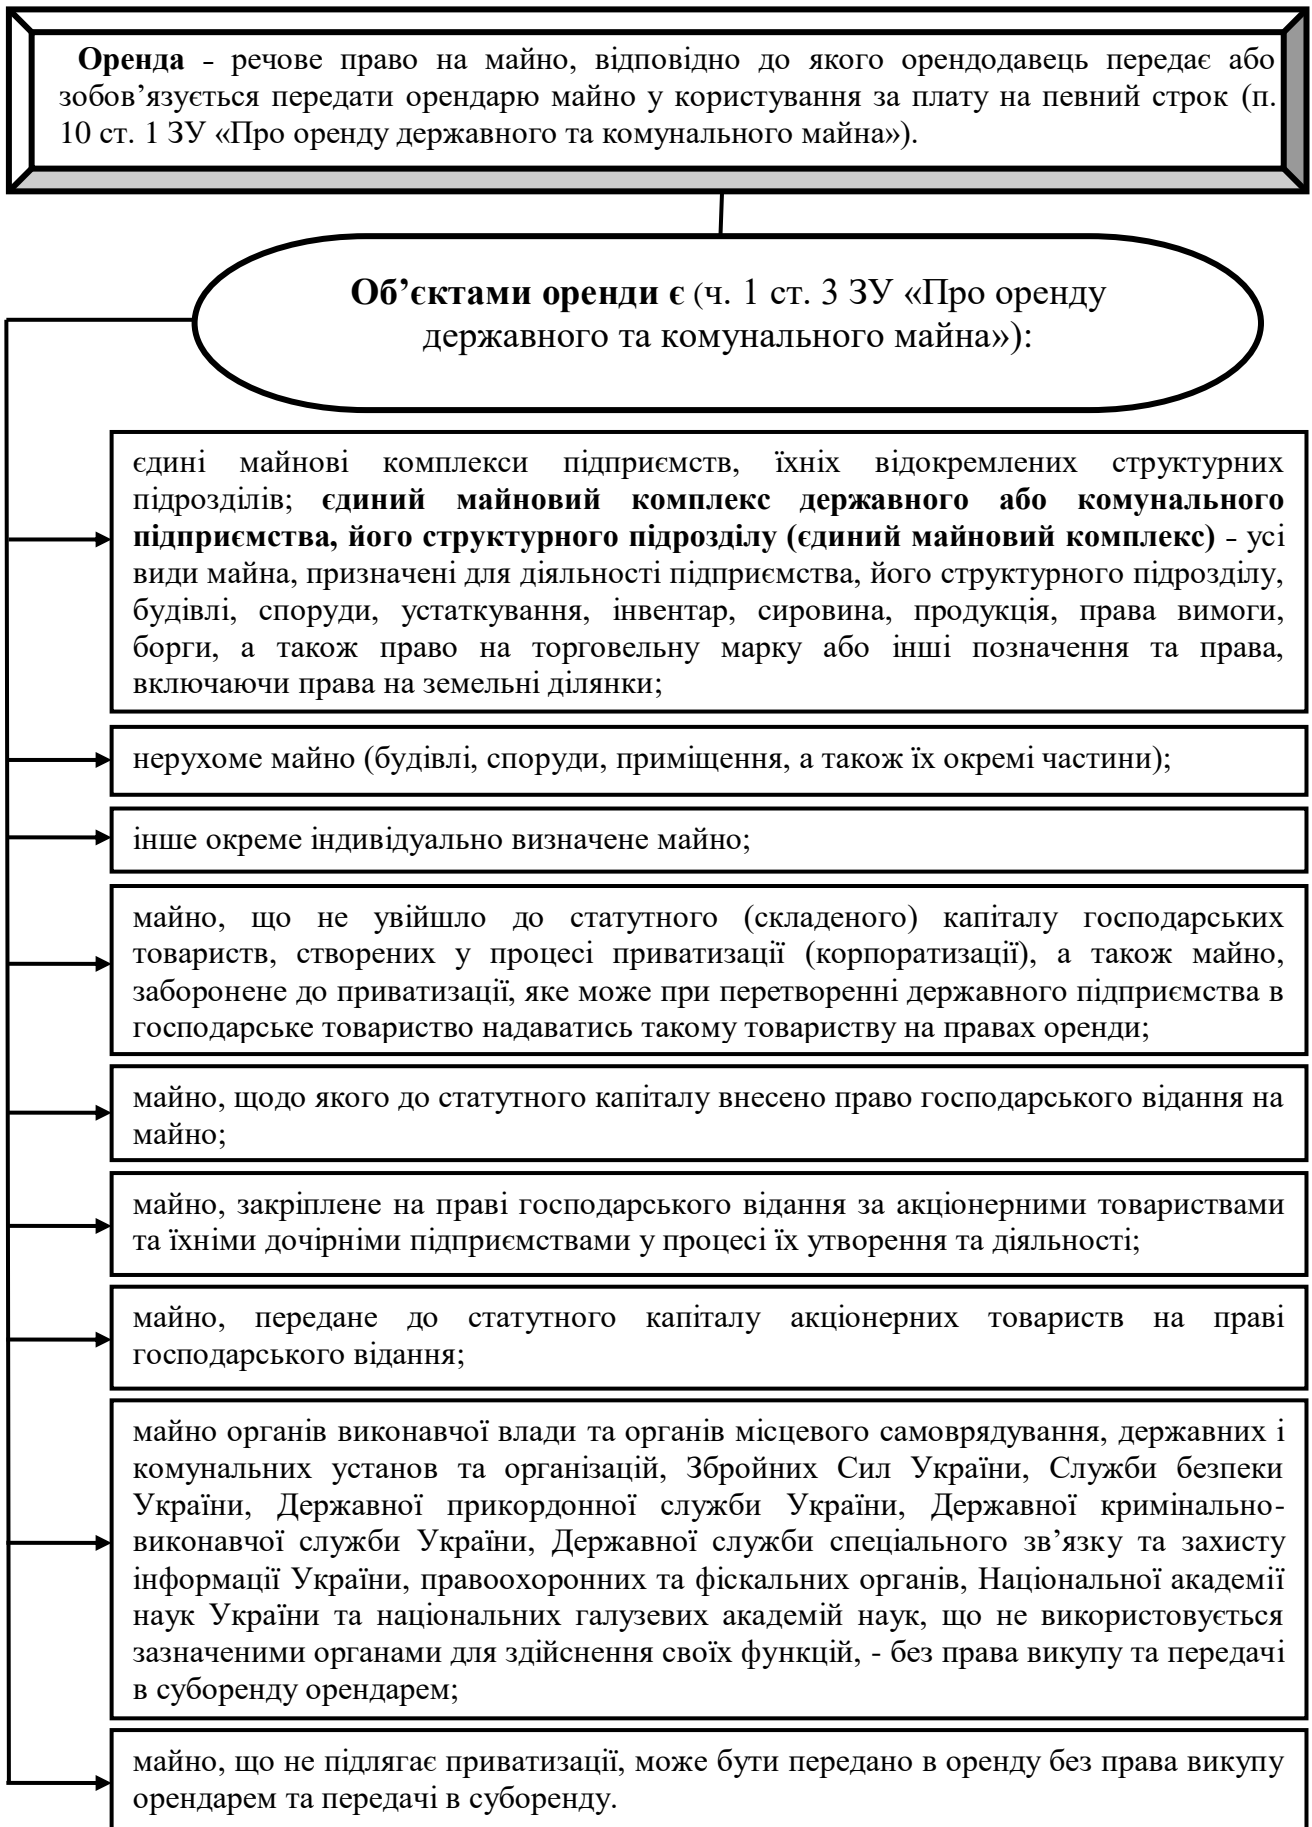 Оренда - речове право на майно, відповідно до якого орендодавець передає або
зобов’язується передати орендарю майно у користування за плату на певний строк (п.
10 ст. 1 ЗУ «Про оренду державного та комунального майна»).
Об’єктами оренди є (ч. 1 ст. 3 ЗУ «Про оренду
державного та комунального майна»):
єдині майнові комплекси підприємств, їхніх відокремлених структурних
підрозділів; єдиний майновий комплекс державного або комунального
підприємства, його структурного підрозділу (єдиний майновий комплекс) - усі
види майна, призначені для діяльності підприємства, його структурного підрозділу,
будівлі, споруди, устаткування, інвентар, сировина, продукція, права вимоги,
борги, а також право на торговельну марку або інші позначення та права,
включаючи права на земельні ділянки;
нерухоме майно (будівлі, споруди, приміщення, а також їх окремі частини);
інше окреме індивідуально визначене майно;
майно, що не увійшло до статутного (складеного) капіталу господарських
товариств, створених у процесі приватизації (корпоратизації), а також майно,
заборонене до приватизації, яке може при перетворенні державного підприємства в
господарське товариство надаватись такому товариству на правах оренди;
майно, щодо якого до статутного капіталу внесено право господарського відання на
майно;
майно, закріплене на праві господарського відання за акціонерними товариствами
та їхніми дочірніми підприємствами у процесі їх утворення та діяльності;
майно, передане до статутного капіталу акціонерних товариств на праві
господарського відання;
майно органів виконавчої влади та органів місцевого самоврядування, державних і
комунальних установ та організацій, Збройних Сил України, Служби безпеки
України, Державної прикордонної служби України, Державної кримінально-
виконавчої служби України, Державної служби спеціального зв’язку та захисту
інформації України, правоохоронних та фіскальних органів, Національної академії
наук України та національних галузевих академій наук, що не використовується
зазначеними органами для здійснення своїх функцій, - без права викупу та передачі
в суборенду орендарем;
майно, що не підлягає приватизації, може бути передано в оренду без права викупу
орендарем та передачі в суборенду.